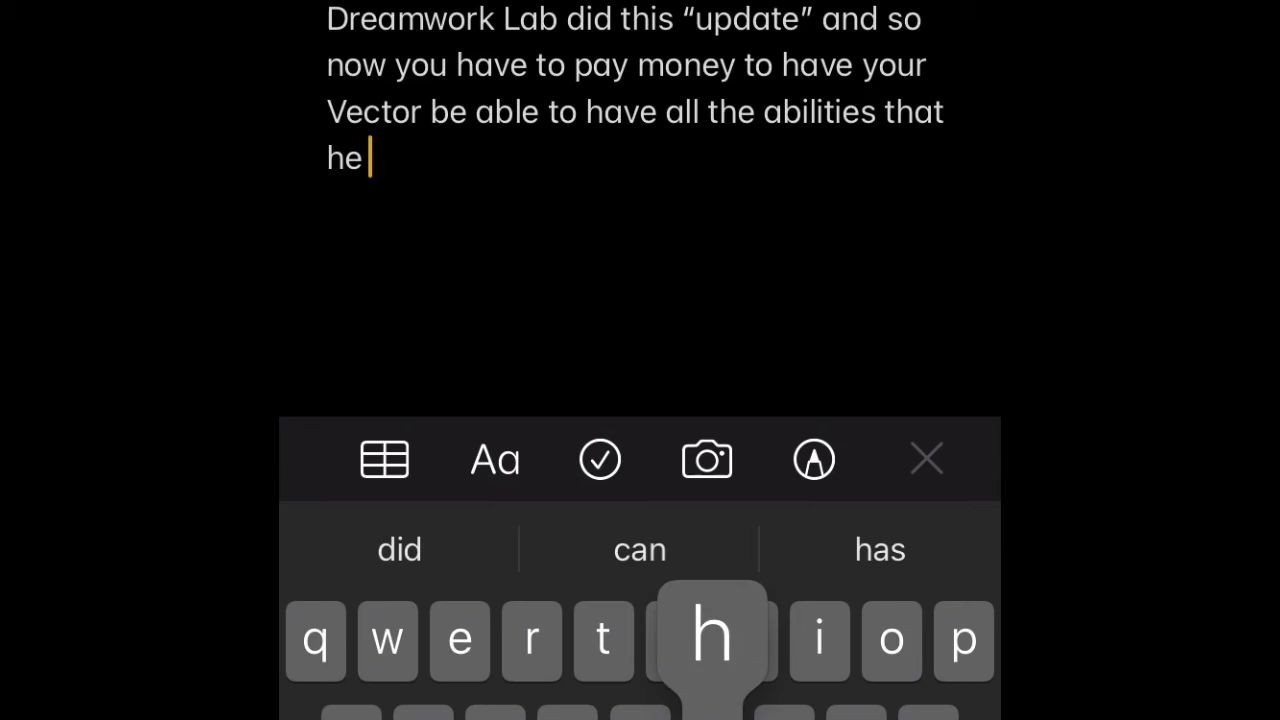 Dreamwork Lab did this “update” and so
now you have to pay money to have your
Vector be able to have all the abilities that
he
Aa
did can has
q w e r t h i o p